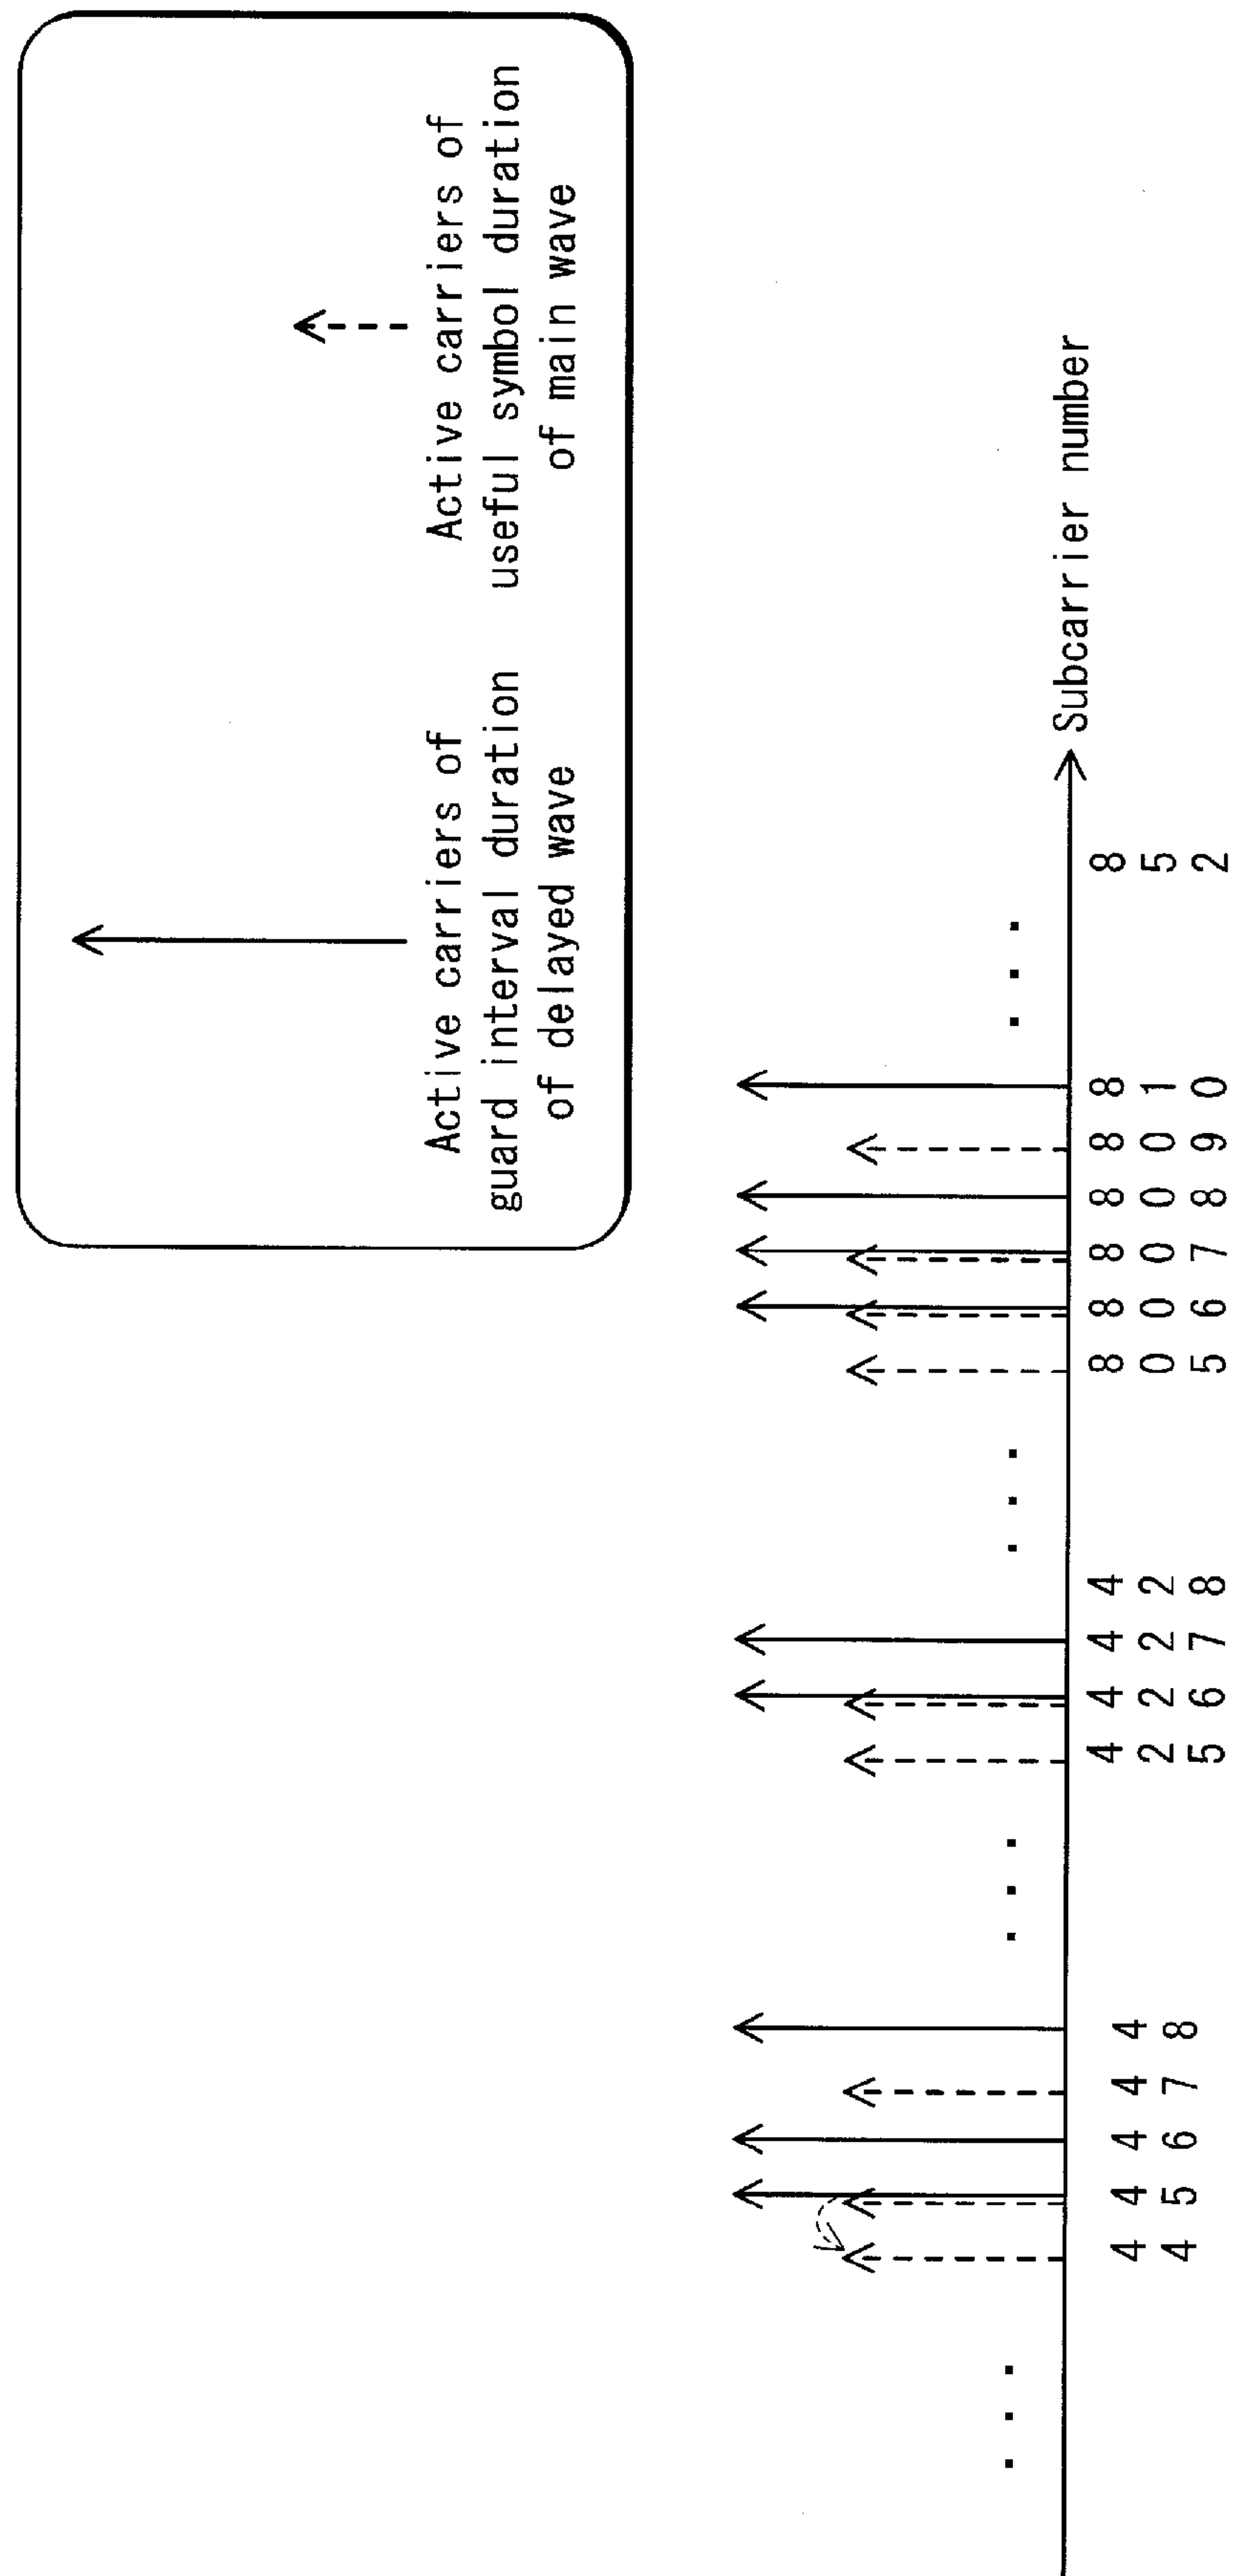 Active carriers of
guard interval duration
of delayed wave
Active carriers of
useful symbol duration
of main wave
Subcarrier number
44
45
46
47
48
425
426
427
428
805
806
807
808
809
810
852